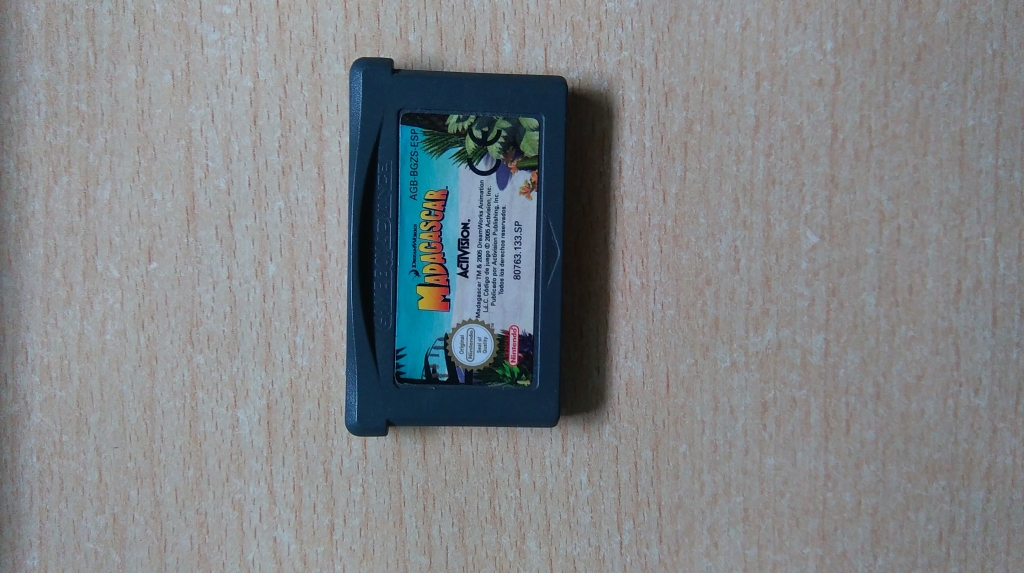 GAME BOY ADVANCE
AGB-BGZS-ESP
DREAMWORKS
MADAGASCAR
ACTIVISION.
Madagascar TM & © 2005 DreamWorks Animation
L.L.C. Código de juego © 2005 Activision, Inc.
Publicado por Activision Publishing, Inc.
Todos los derechos reservados.
80763.133.SP
Original
Nintendo
Seal of
Quality
Nintendo
CE